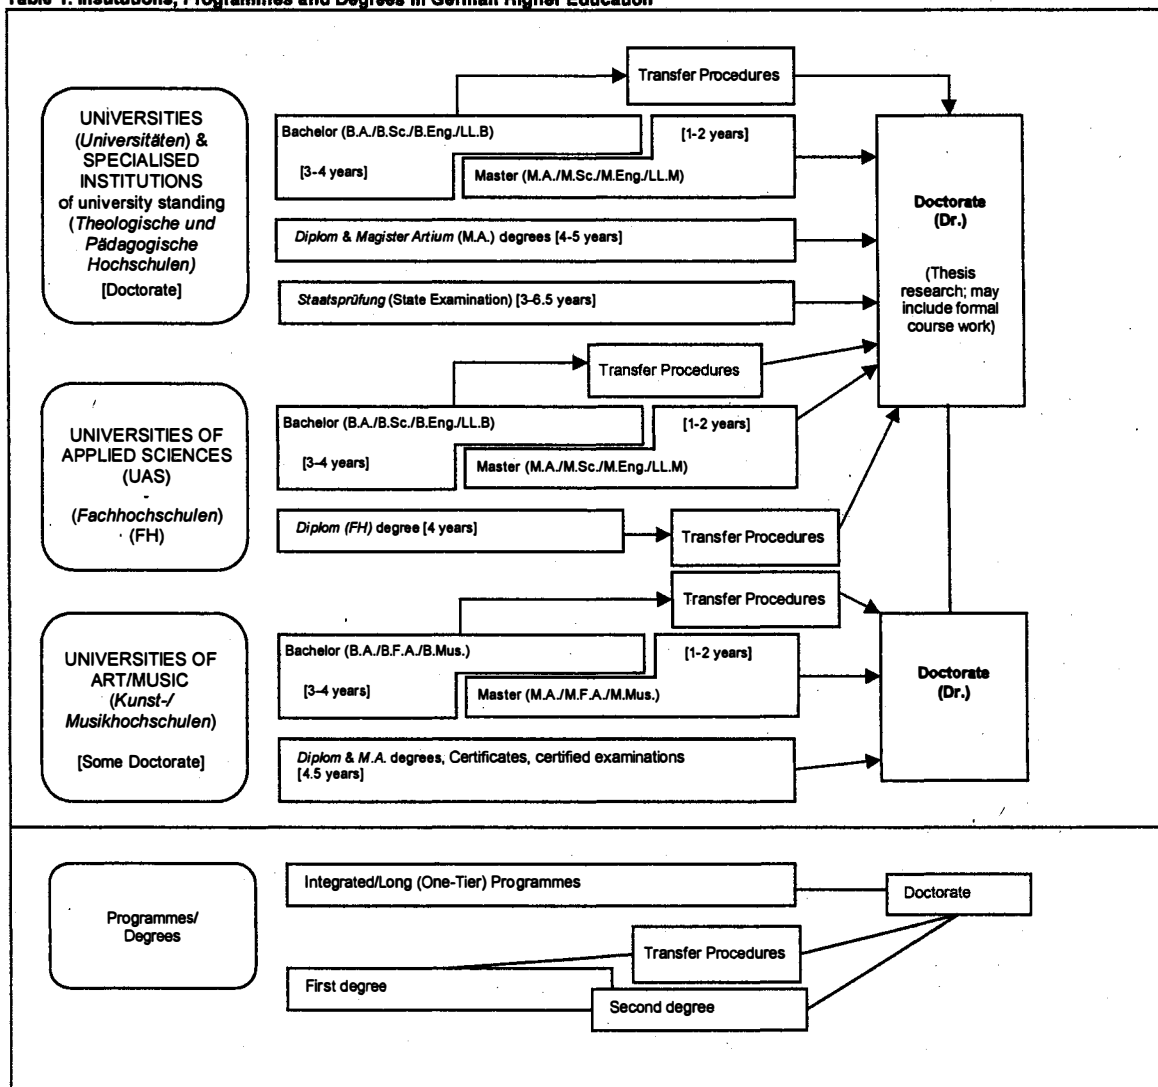 Table 1: Institutions, Programmes and Degrees in German Higher Education
Transfer Procedures
UNIVERSITIES
(Universitäten) &
SPECIALISED
INSTITUTIONS
of university standing
(Theologische und
Pädagogische
Hochschulen)
[Doctorate]
Bachelor (B.A./B.Sc./B.Eng./LL.B)
[3-4 years]
[1-2 years]
Master (M.A./M.Sc./M.Eng./LL.M)
Diplom & Magister Artium (M.A.) degrees [4-5 years]
Staatsprüfung (State Examination) [3-6.5 years]
Doctorate
(Dr.)
(Thesis
research; may
include formal
course work)
Transfer Procedures
UNIVERSITIES OF
APPLIED SCIENCES
(UAS)
-
(Fachhochschulen)
(FH)
Bachelor (B.A./B.Sc./B.Eng./LL.B)
[3-4 years]
[1-2 years]
Master (M.A./M.Sc./M.Eng./LL.M)
Diplom (FH) degree [4 years]
Transfer Procedures
Transfer Procedures
UNIVERSITIES OF
ART/MUSIC
(Kunst-/
Musikhochschulen)
[Some Doctorate]
Bachelor (B.A./B.F.A./B.Mus.)
[3-4 years]
[1-2 years]
Master (M.A./M.F.A./M.Mus.)
Diplom & M.A. degrees, Certificates, certified examinations
[4.5 years]
Doctorate
(Dr.)
Programmes/
Degrees
Integrated/Long (One-Tier) Programmes
Doctorate
Transfer Procedures
First degree
Second degree